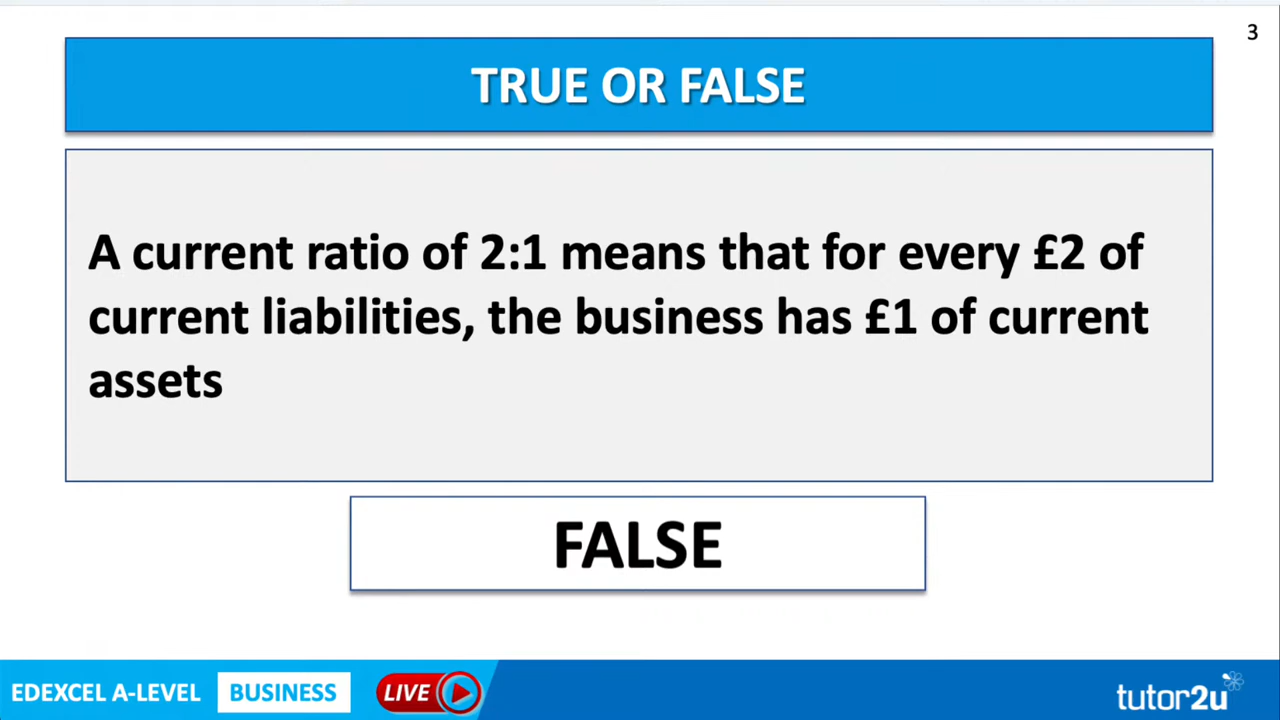 3
TRUE OR FALSE
A current ratio of 2:1 means that for every £2 of
current liabilities, the business has £1 of current
assets
FALSE
EDEXCEL A-LEVEL BUSINESS LIVE tutor2u